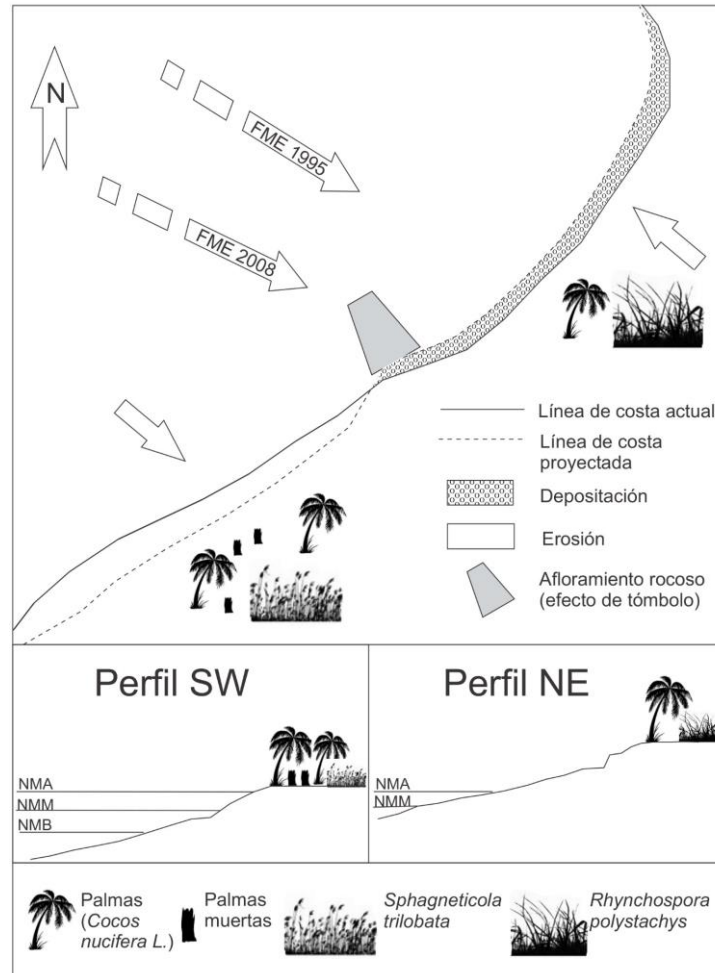 N
FME 1995
FME 2008
Línea de costa actual
Línea de costa
proyectada
Depositación
Erosión
Afloramiento rocoso
(efecto de tómbolo)
Perfil SW
NMA
NMM
NMB
Perfil NE
NMA
NMM
Palmas
(Cocos
nucifera L.)
Palmas
muertas
Sphagneticola
trilobata
Rhynchospora
polystachys